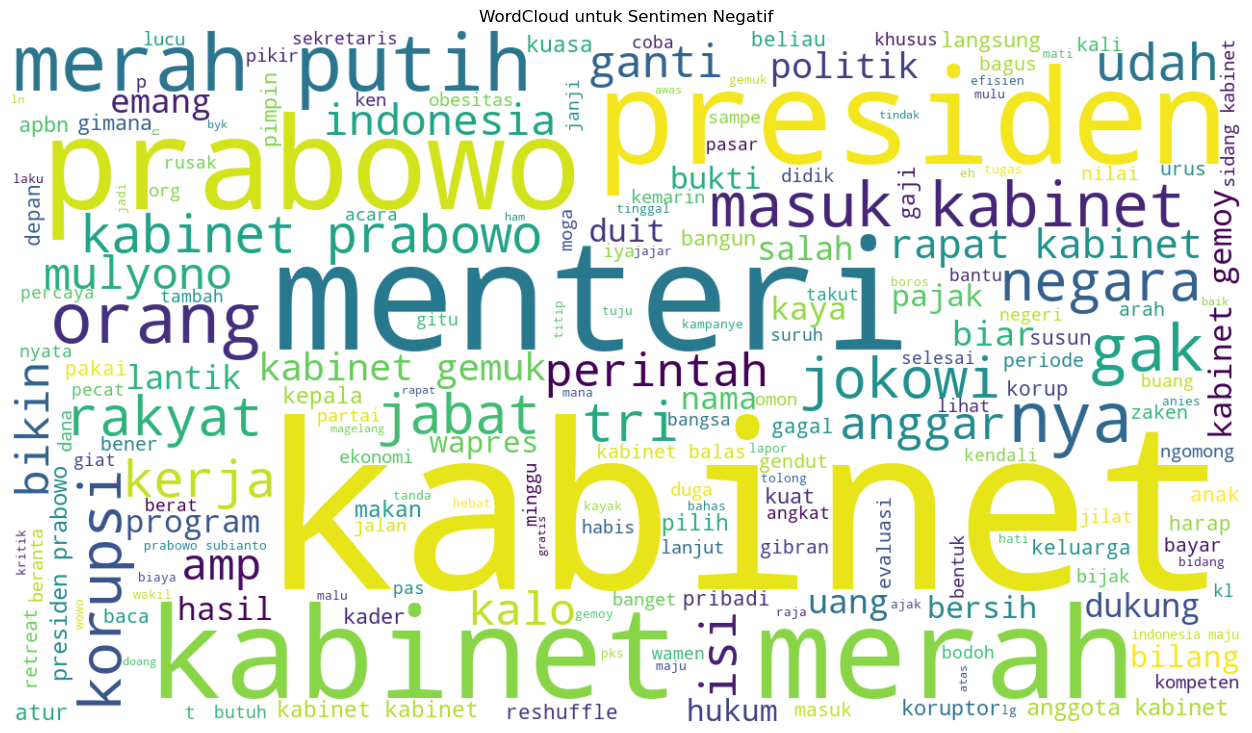 WordCloud untuk Sentimen Negatif
merah putih
lucu
pikir
sekretaris
kuasa
coba
ganti
beliau
politik
khusus
langsung
bagus
mati
kali
udah
ln
p
emang
apbn
gimana
n
byk
pimpin
ken
obesitas
indonesia
janji
sampe
gemuk
awas
pasar
efisien
mulu
tindak
presiden
prabowo
sidang kabinet
laku
rusak
org
jadi
depan
acara
ham
moga
kemarin
tinggal
bukti
didik
gaji
eh
tugas
nilai
urus
masuk kabinet
kabinet prabowo
duit
iya
jajar
bangun
salah
rapat kabinet
mulyono
percaya
tambah
orang
gitu
menteri
titip
tuju
kampanye
kaya
takut
suruh
boros
pajak
bantu
negara
negeri
arah
baik
kabinet gemoy
biar
susun
gak
nyata
pakai
pecat
lantik
kabinet gemuk
perintah
rapat
mana
jokowi
selesai
periode
korup
buang
anies
bikin
rakyat
dana
bener
kepala
partai
magelang
jabat
wapres
tri
nama
omon
bangsa
gagal
anggar
lihat
nya
zaken
giat
kerja
ekonomi
kabinet balas
lapor
gendut
tolong
kendali
ngomong
korupsi
presiden prabowo
beranta
kritik
berat
program
makan
tanda
jalan
hebat
minggu
gratis
kayak
bahas
habis
duga
pilih
lanjut
kuat
angkat
gibran
evaluasi
kabinet
hati
bentuk
jilat
anak
harap
keluarga
bayar
bidang
prabowo subianto
amp
biaya
wakil
wowo
retreat
baca
hasil
malu
kader
pas
kalo
banget
gemoy
pribadi
raja
ajak
uang
bersih
bijak
dukung
kl
doang
kabinet merah
pks
wamen
maju
isi
bodoh
atas
indonesia maju
bilang
kompeten
atur
t
butuh
kabinet kabinet
reshuffle
hukum
masuk
koruptor
lg
anggota kabinet